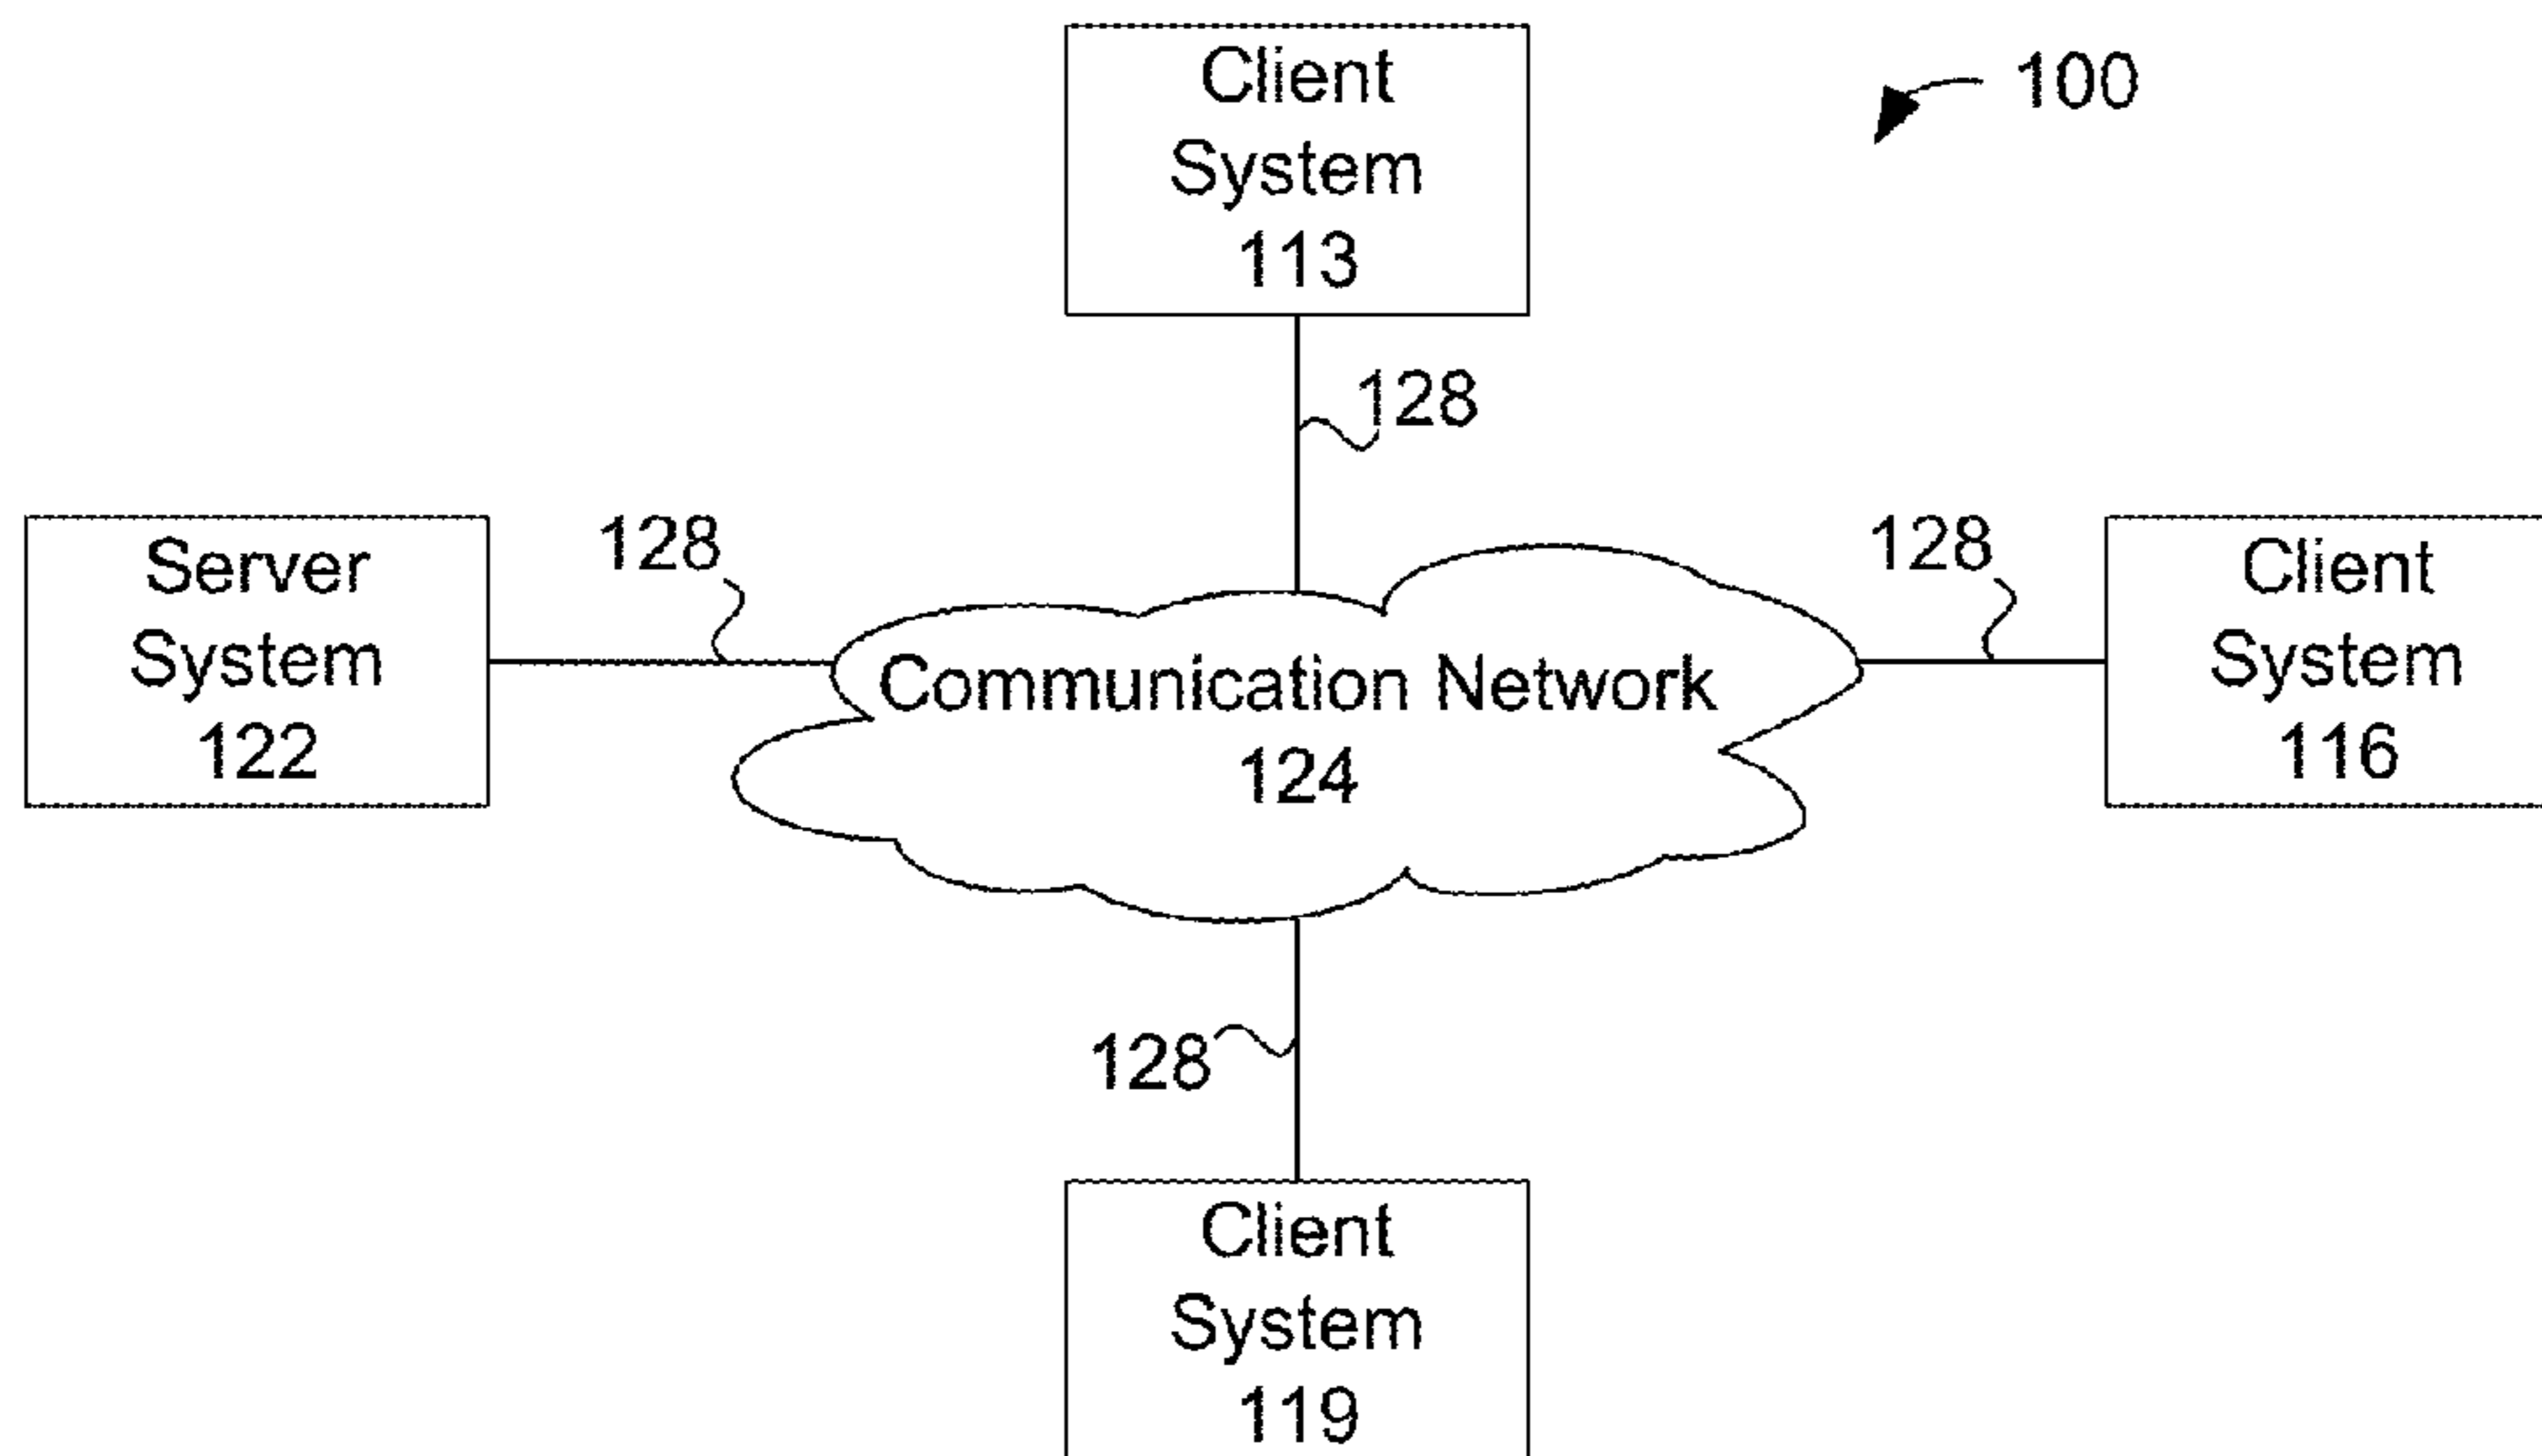 Client
System
113
100
128
Server
System
122
128
Communication Network
124
128
Client
System
116
128
Client
System
119